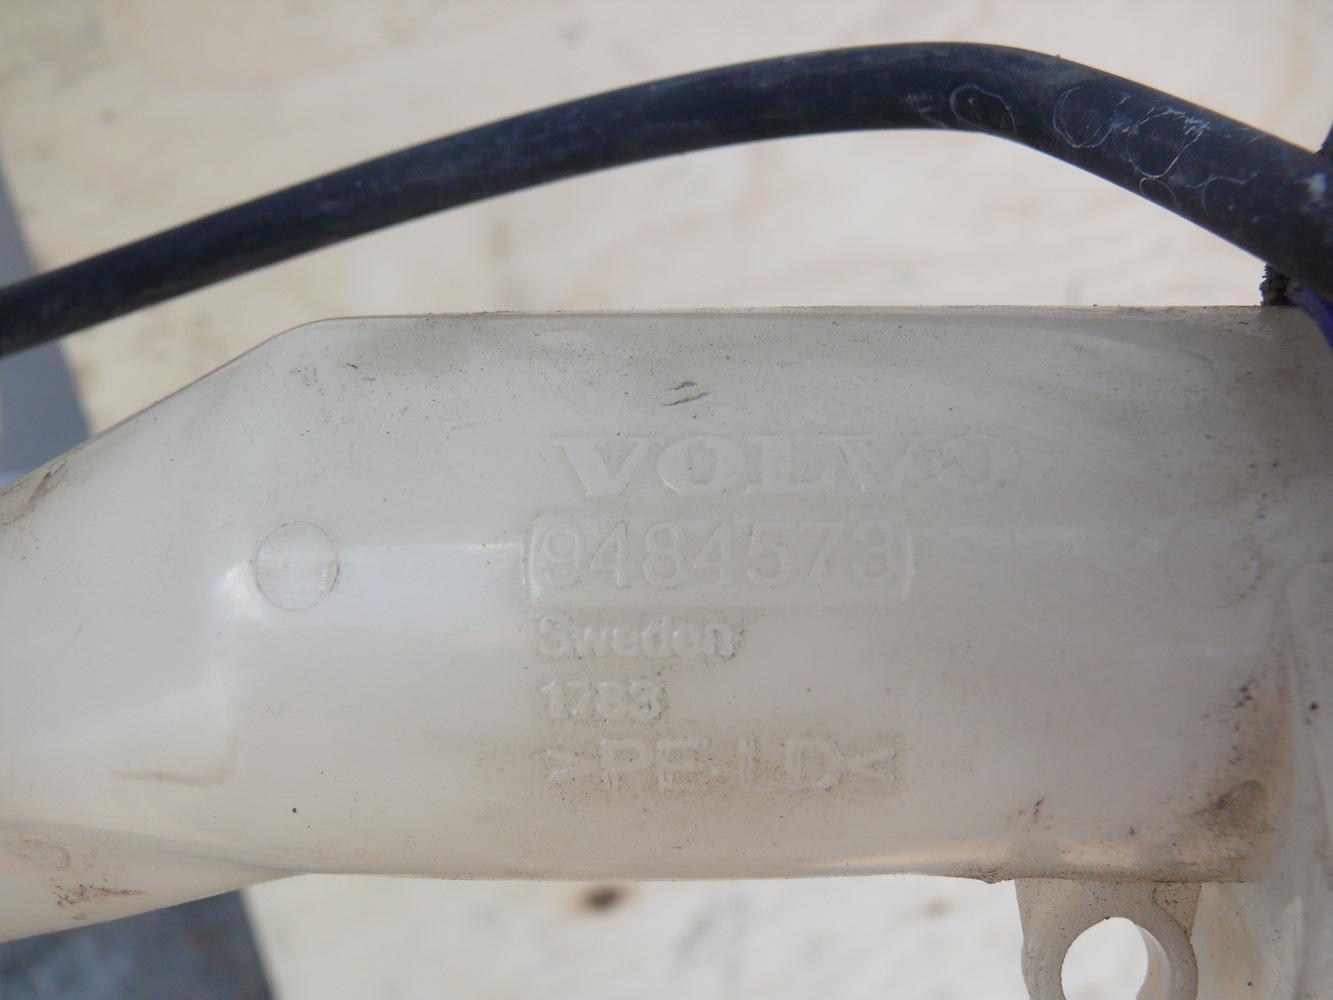 VOLVO
9484573
Sweden
1783
>PE-LD<